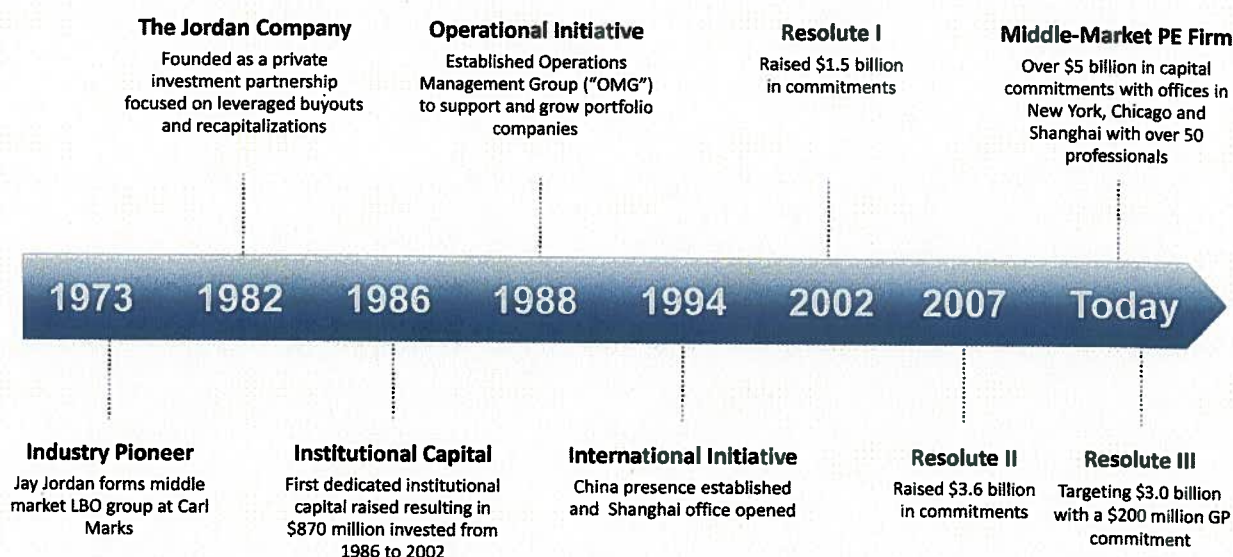 The Jordan Company
Founded as a private
investment partnership
focused on leveraged buyouts
and recapitalizations
Operational Initiative
Established Operations
Management Group ("OMG")
to support and grow portfolio
companies
Resolute I
Raised $1.5 billion
in commitments
Middle-Market PE Firm
Over $5 billion in capital
commitments with offices in
New York, Chicago and
Shanghai with over 50
professionals
1973
1982
1986
1988
1994
2002
2007
Today
Industry Pioneer
Jay Jordan forms middle
market LBO group at Carl
Marks
Institutional Capital
First dedicated institutional
capital raised resulting in
$870 million invested from
1986 to 2002
International Initiative
China presence established
and Shanghai office opened
Resolute II
Raised $3.6 billion
in commitments
Resolute III
Targeting $3.0 billion
with a $200 million GP
commitment